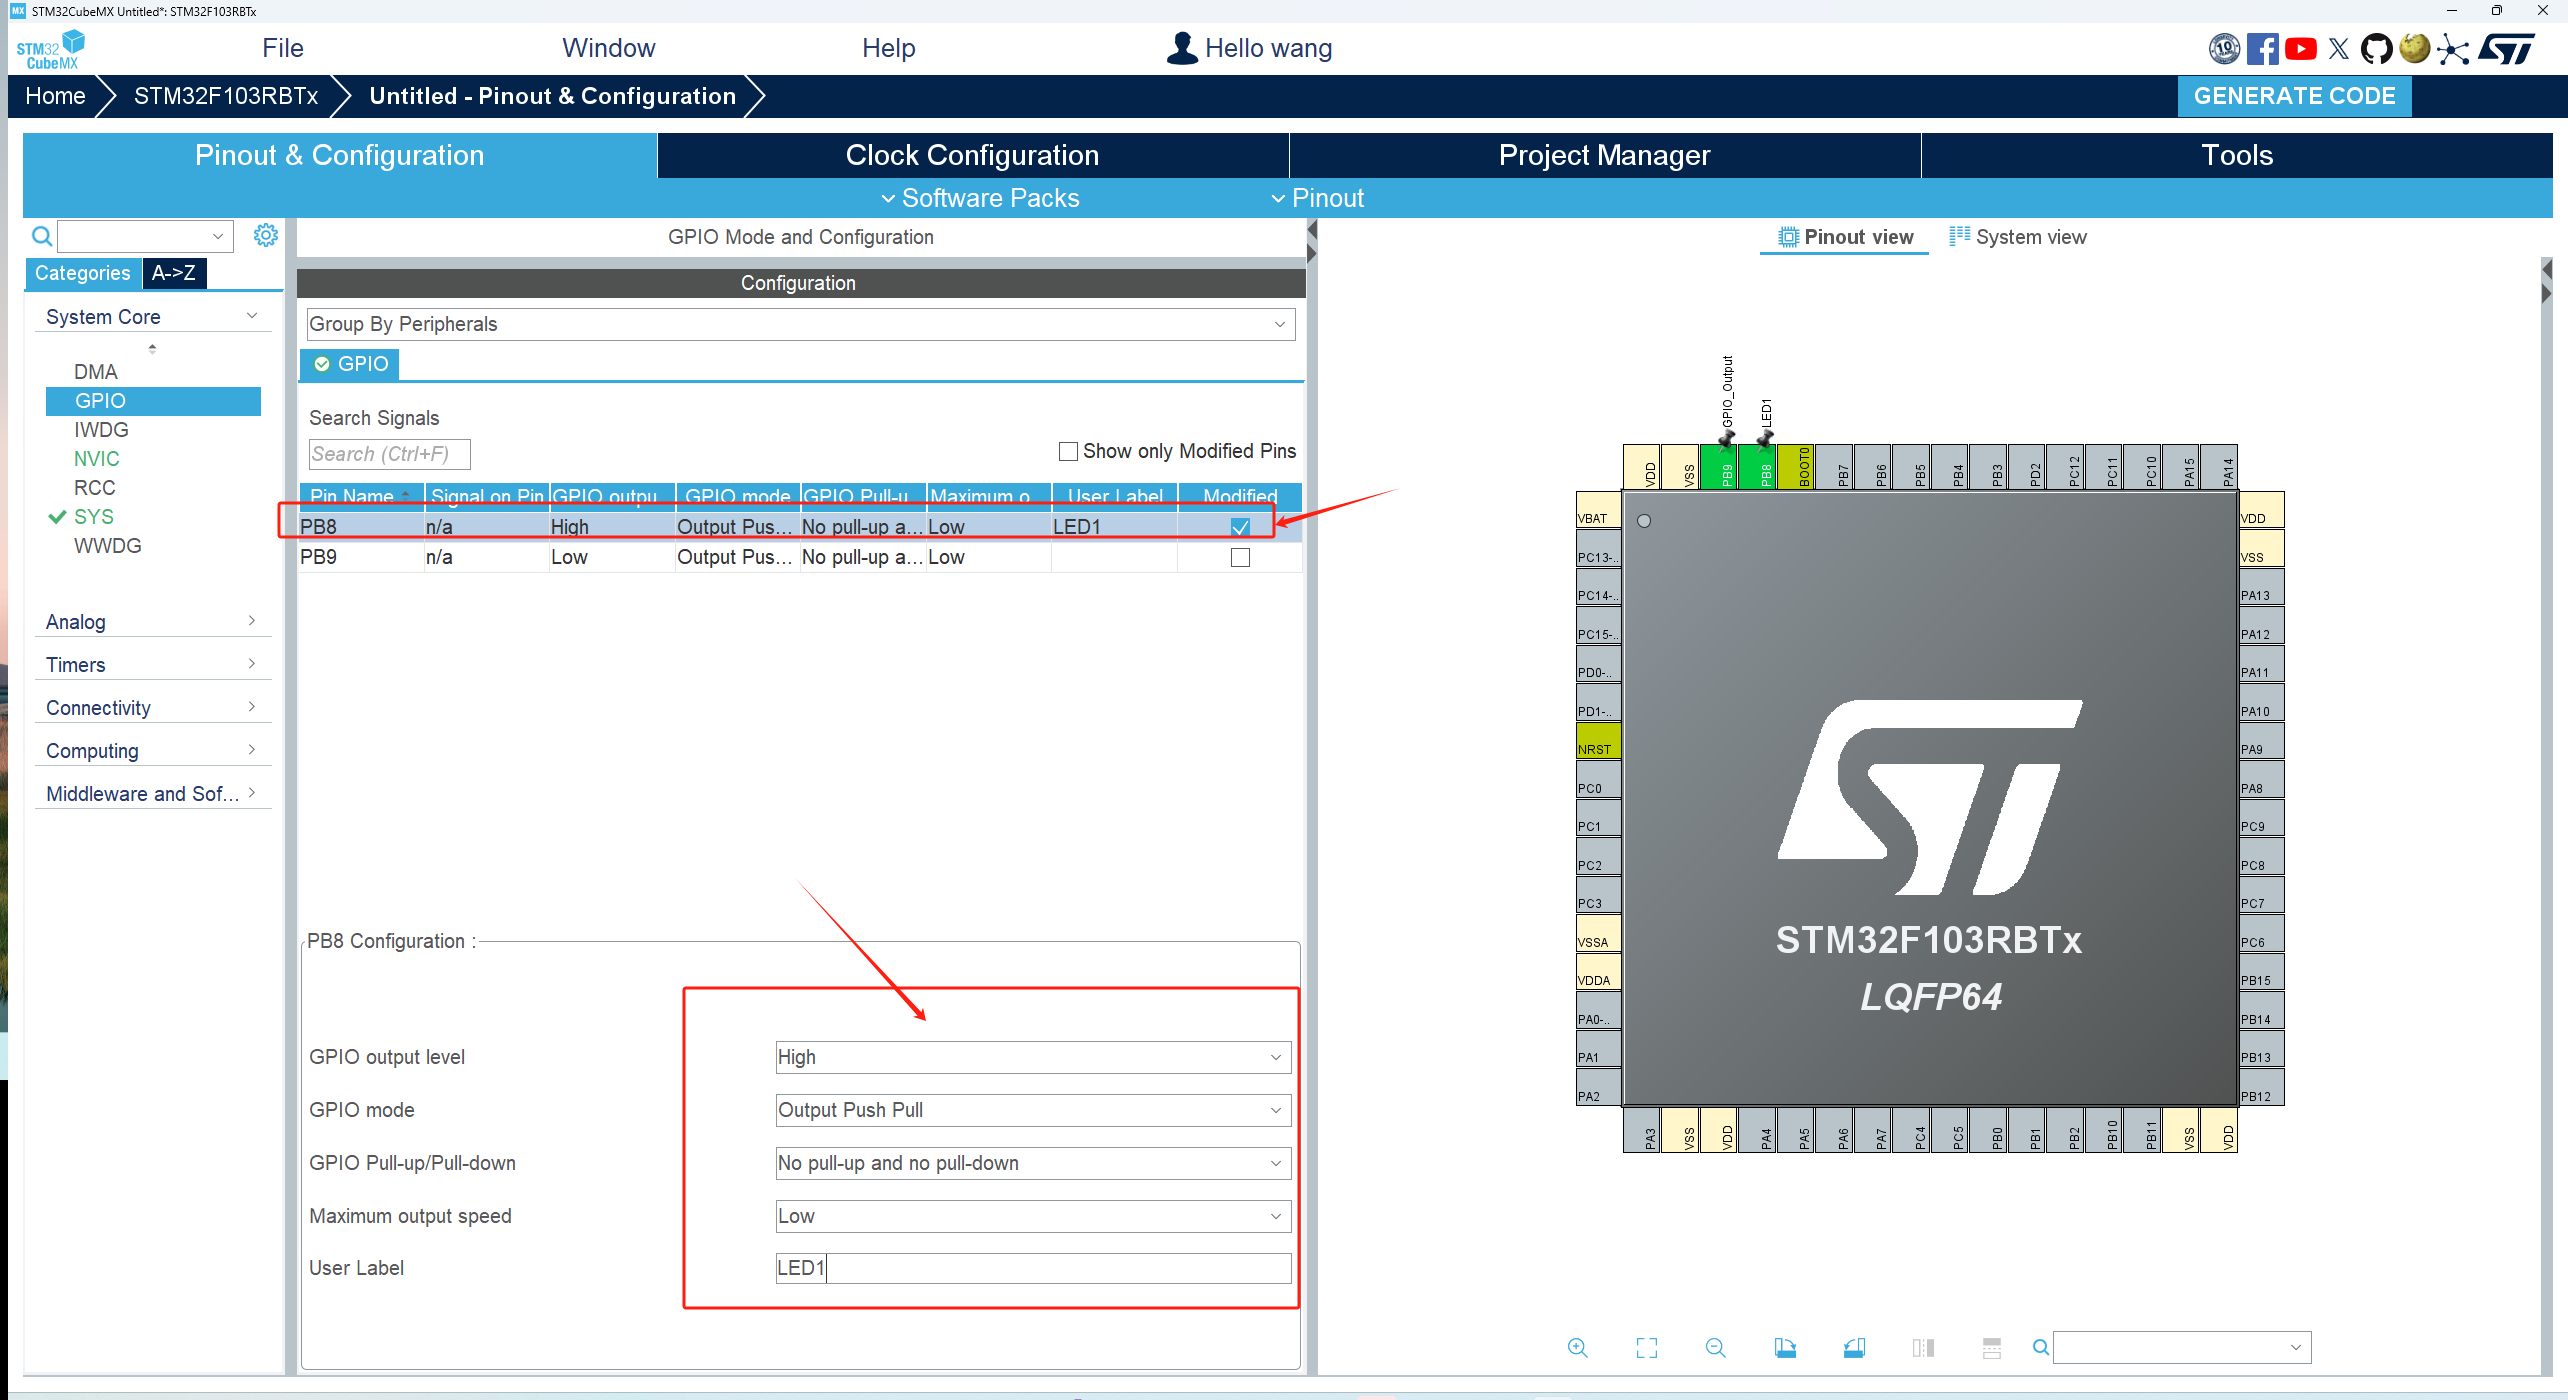 STM32CubeMX Untitled*: STM32F103RBTx
STM32
CubeMX
File
Window
Help
Hello wang
10
Home
STM32F103RBTx
Untitled - Pinout & Configuration
GENERATE CODE
Pinout & Configuration
Clock Configuration
Project Manager
Tools
Software Packs
Pinout
Categories
A->Z
System Core
DMA
GPIO
IWDG
NVIC
RCC
SYS
WWDG
Analog
Timers
Connectivity
Computing
Middleware and Sof...
GPIO Mode and Configuration
Configuration
Group By Peripherals
GPIO
Search Signals
Search (Ctrl+F)
Show only Modified Pins
Pin Name Signal on Pin GPIO outpu GPIO mode GPIO Pull-u Maximum o User Label Modified
PB8 n/a High Output Pus... No pull-up a... Low LED1
PB9 n/a Low Output Pus... No pull-up a... Low
PB8 Configuration :
GPIO output level High
GPIO mode Output Push Pull
GPIO Pull-up/Pull-down No pull-up and no pull-down
Maximum output speed Low
User Label LED1
Pinout view
System view
GPIO_Output
LED1
VDD VSS PB9 PB8 BOOT0 PB7 PB6 PB5 PB4 PB3 PD2 PC12 PC11 PC10 PA15 PA14
VBAT
PC13-..
PC14-..
PC15-..
PD0-..
PD1-..
NRST
PC0
PC1
PC2
PC3
VSSA
VDDA
PA0-..
PA1
PA2
ST
STM32F103RBTx
LQFP64
VDD
VSS
PA13
PA12
PA11
PA10
PA9
PA8
PC9
PC8
PC7
PC6
PB15
PB14
PB13
PB12
PA3 VSS VDD PA4 PA5 PA6 PA7 PC4 PC5 PB0 PB1 PB2 PB10 PB11 VSS VDD